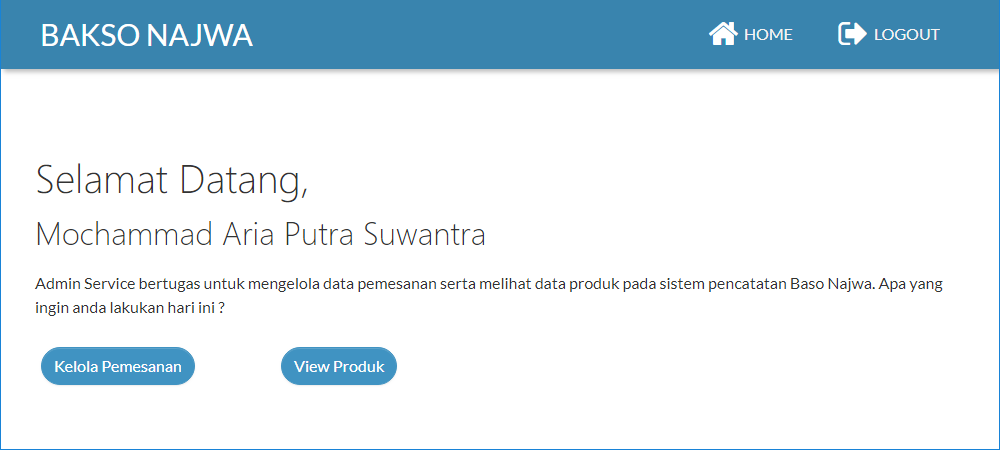 BAKSO NAJWA
HOME
LOGOUT
Selamat Datang,
Mochammad Aria Putra Suwantra
Admin Service bertugas untuk mengelola data pemesanan serta melihat data produk pada sistem pencatatan Baso Najwa. Apa yang
ingin anda lakukan hari ini ?
Kelola Pemesanan
View Produk